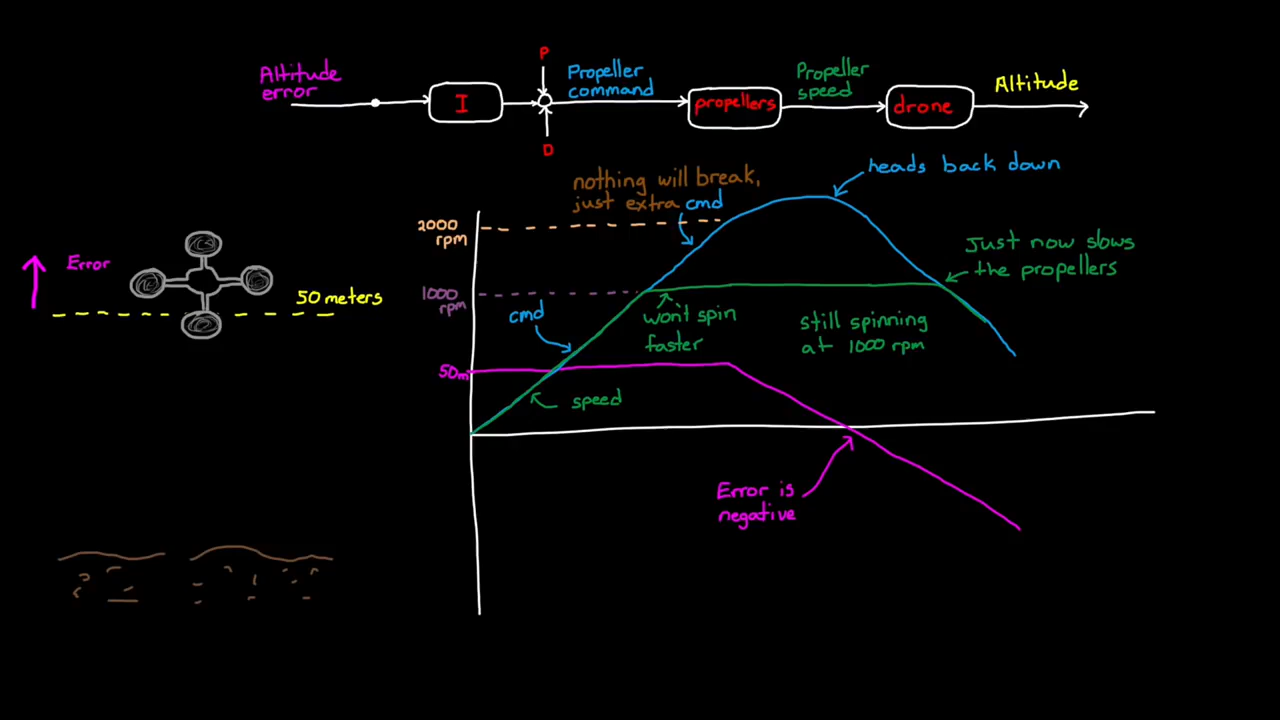 Altitude
error
I
P
D
Propeller
command
propellers
Propeller
speed
drone
Altitude
nothing will break,
just extra cmd
heads back down
2000
rpm
Just now slows
the propellers
Error
50 meters
1000
rpm
cmd
won't spin
faster
still spinning
at 1000 rpm
50m
speed
Error is
negative